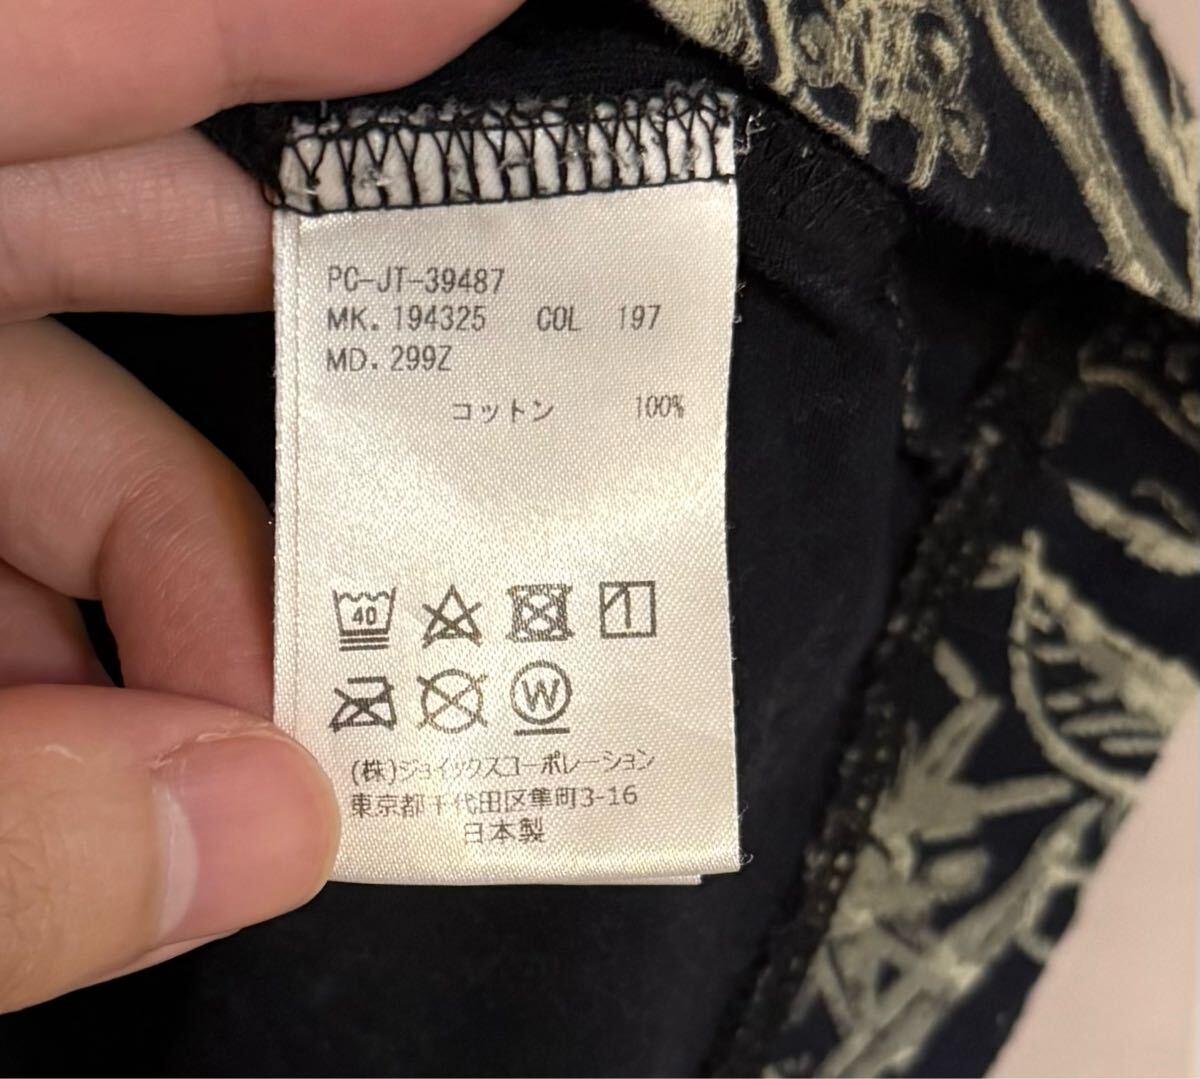 PC-JT-39487
MK. 194325 COL 197
MD. 299Z
コットン 100%
40
W
(株)ジョイックスコーポレーション
東京都千代田区隼町3-16
日本製